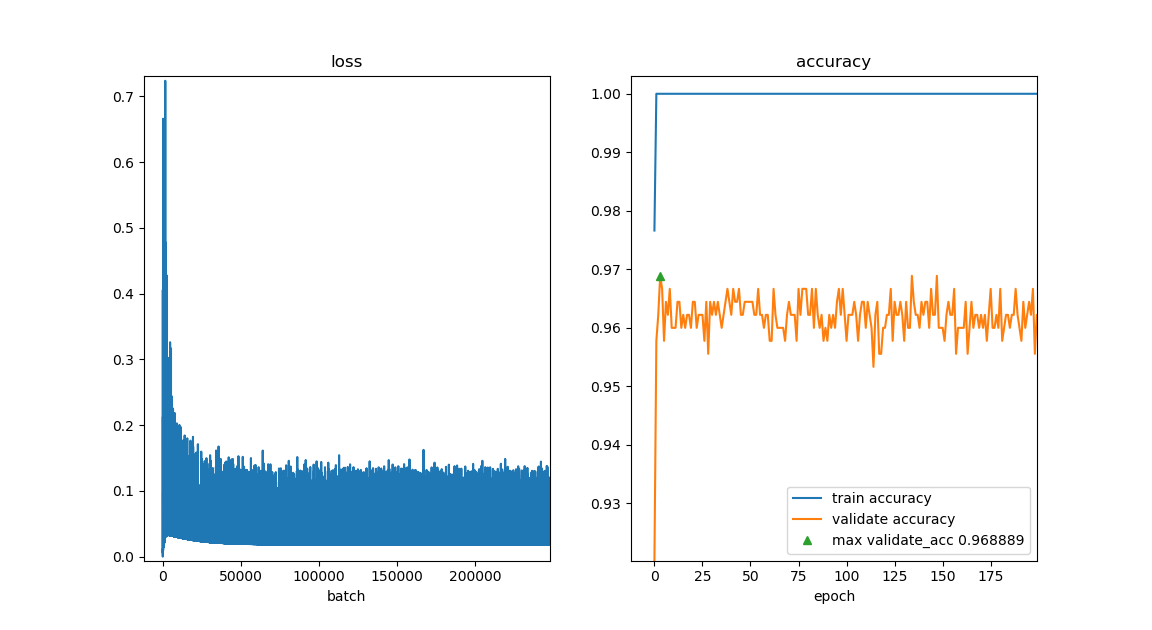 loss
0.7
0.6
0.5
0.4
0.3
0.2
0.1
0.0
0 50000 100000 150000 200000
batch
accuracy
1.00
0.99
0.98
0.97
0.96
0.95
0.94
0.93
train accuracy
validate accuracy
max validate_acc 0.968889
0 25 50 75 100 125 150 175
epoch